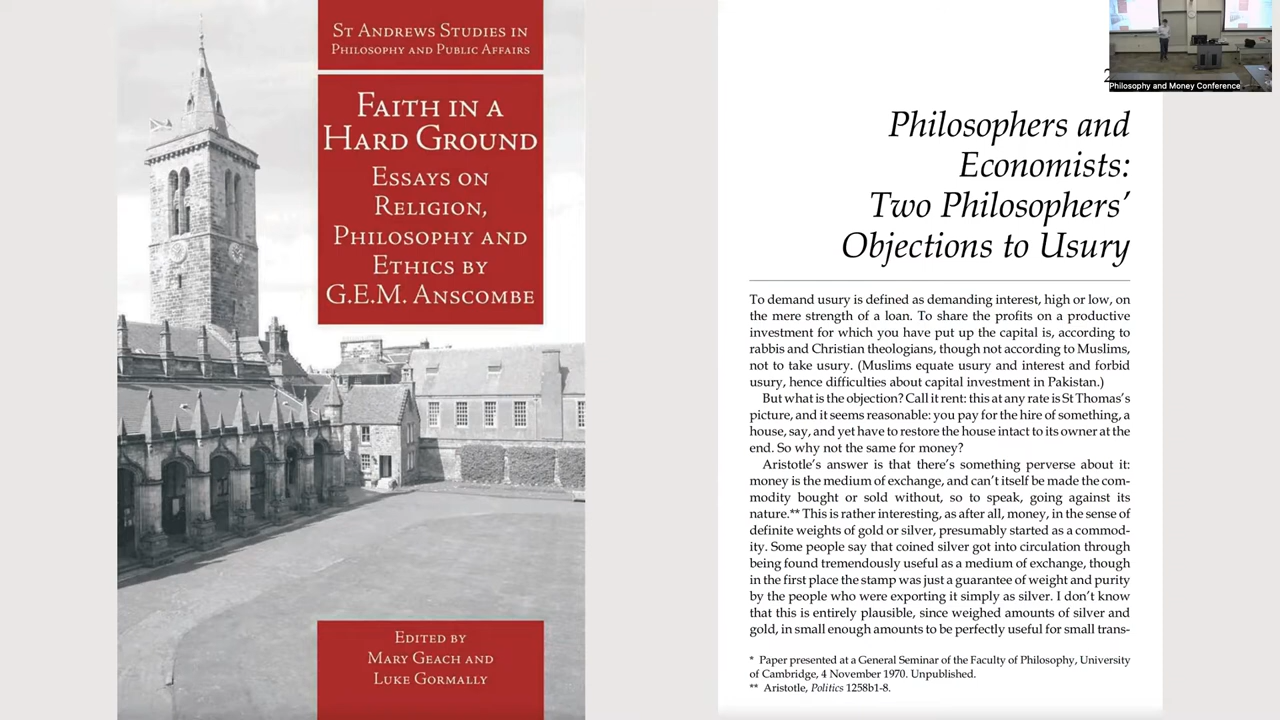 ST ANDREWS STUDIES IN
PHILOSOPHY AND PUBLIC AFFAIRS
FAITH IN A
HARD GROUND
ESSAYS ON
RELIGION,
PHILOSOPHY AND
ETHICS BY
G.E.M. ANSCOMBE
EDITED BY
MARY GEACH AND
LUKE GORMALLY
Philosophy and Money Conference
2
Philosophers and
Economists:
Two Philosophers’
Objections to Usury
To demand usury is defined as demanding interest, high or low, on
the mere strength of a loan. To share the profits on a productive
investment for which you have put up the capital is, according to
rabbis and Christian theologians, though not according to Muslims,
not to take usury. (Muslims equate usury and interest and forbid
usury, hence difficulties about capital investment in Pakistan.)
But what is the objection? Call it rent: this at any rate is St Thomas’s
picture, and it seems reasonable: you pay for the hire of something, a
house, say, and yet have to restore the house intact to its owner at the
end. So why not the same for money?
Aristotle’s answer is that there’s something perverse about it:
money is the medium of exchange, and can’t itself be made the com-
modity bought or sold without, so to speak, going against its
nature.** This is rather interesting, as after all, money, in the sense of
definite weights of gold or silver, presumably started as a commod-
ity. Some people say that coined silver got into circulation through
being found tremendously useful as a medium of exchange, though
in the first place the stamp was just a guarantee of weight and purity
by the people who were exporting it simply as silver. I don’t know
that this is entirely plausible, since weighed amounts of silver and
gold, in small enough amounts to be perfectly useful for small trans-
* Paper presented at a General Seminar of the Faculty of Philosophy, University
of Cambridge, 4 November 1970. Unpublished.
** Aristotle, Politics 1258b1-8.